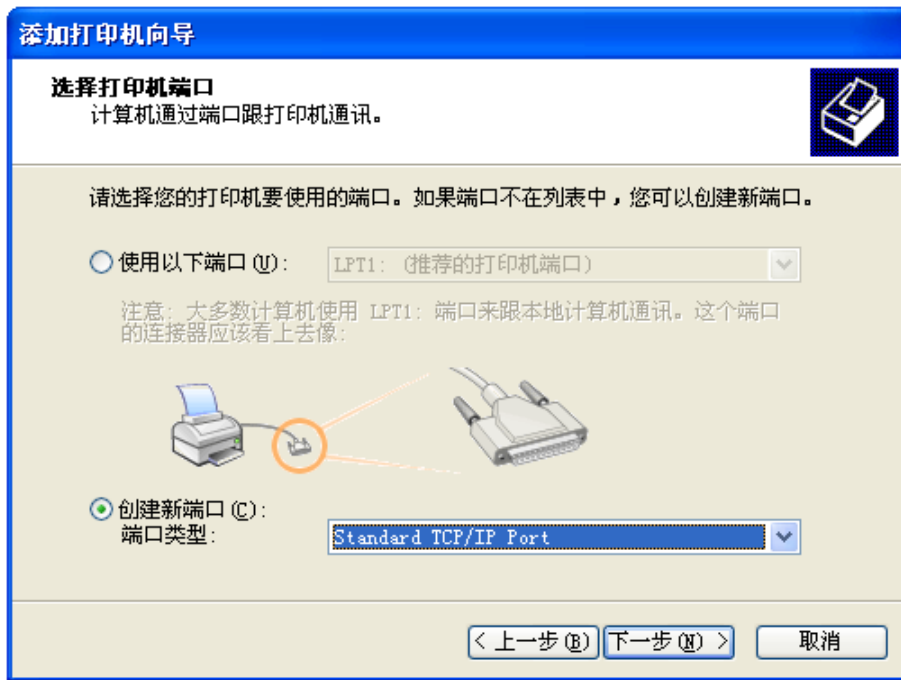 添加打印机向导
选择打印机端口
计算机通过端口跟打印机通讯。
请选择您的打印机要使用的端口。如果端口不在列表中，您可以创建新端口。
使用以下端口(U): LPT1: (推荐的打印机端口)
注意: 大多数计算机使用 LPT1: 端口来跟本地计算机通讯。这个端口
的连接器应该看上去像:
创建新端口(C):
端口类型: Standard TCP/IP Port
< 上一步(B) 下一步(N) > 取消